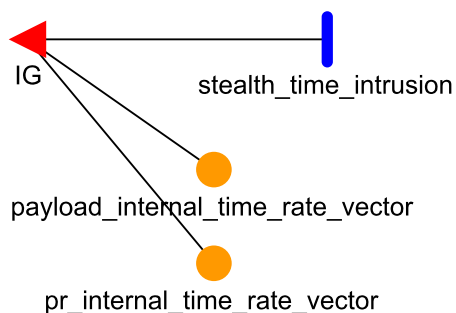 IG
stealth_time_intrusion
payload_internal_time_rate_vector
pr_internal_time_rate_vector